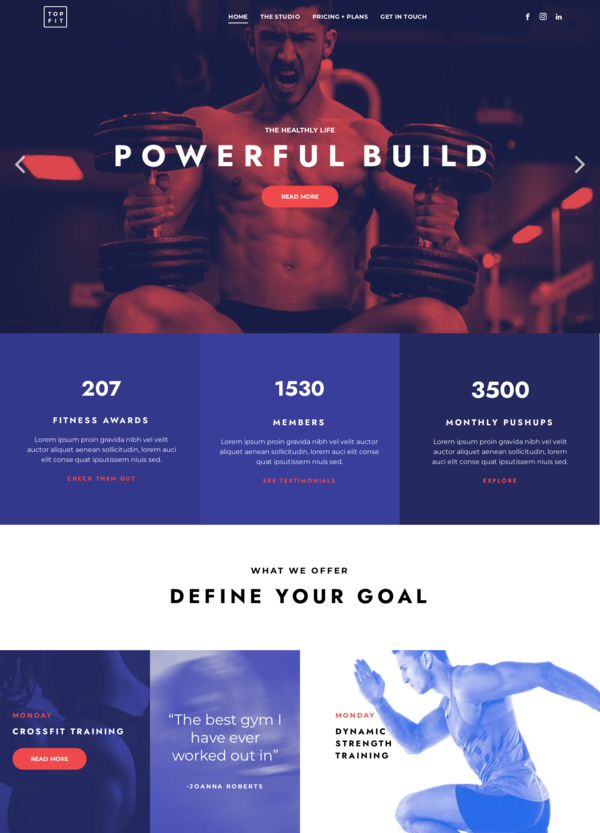 TOP
FIT
HOME THE STUDIO PRICING + PLANS GET IN TOUCH
THE HEALTHLY LIFE
POWERFUL BUILD
READ MORE
207
FITNESS AWARDS
Lorem ipsum proin gravida nibh vel velit
auctor aliquet aenean sollicitudin, lorem auci
elit conse quat ipsutissem niuis sed.
CHECK THEM OUT
1530
MEMBERS
Lorem ipsum proin gravida nibh vel velit auctor
aliquet aenean sollicitudin, lorem auci elit conse
quat ipsutissem niuis sed.
SEE TESTIMONIALS
3500
MONTHLY PUSHUPS
Lorem ipsum proin gravida nibh vel velit
auctor aliquet aenean sollicitudin, lorem
auci elit conse quat ipsutissem niuis sed.
EXPLORE
WHAT WE OFFER
DEFINE YOUR GOAL
MONDAY
CROSSFIT TRAINING
READ MORE
“The best gym I
have ever
worked out in”
-JOANNA ROBERTS
MONDAY
DYNAMIC
STRENGTH
TRAINING